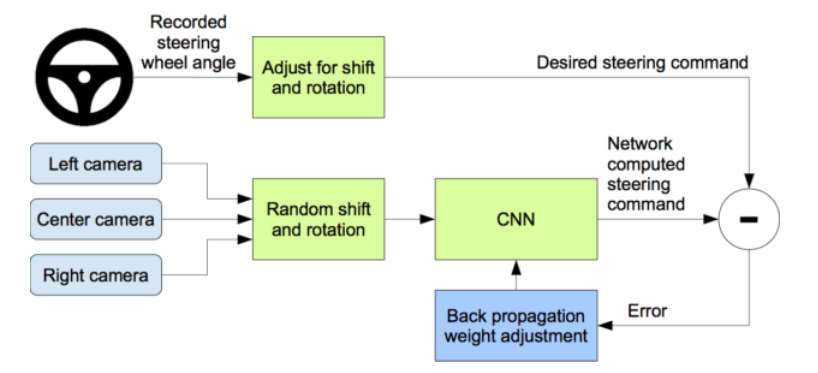 Recorded
steering
wheel angle
Adjust for shift
and rotation
Desired steering command
Left camera
Center camera
Right camera
Random shift
and rotation
CNN
Network
computed
steering
command
-
Back propagation
weight adjustment
Error